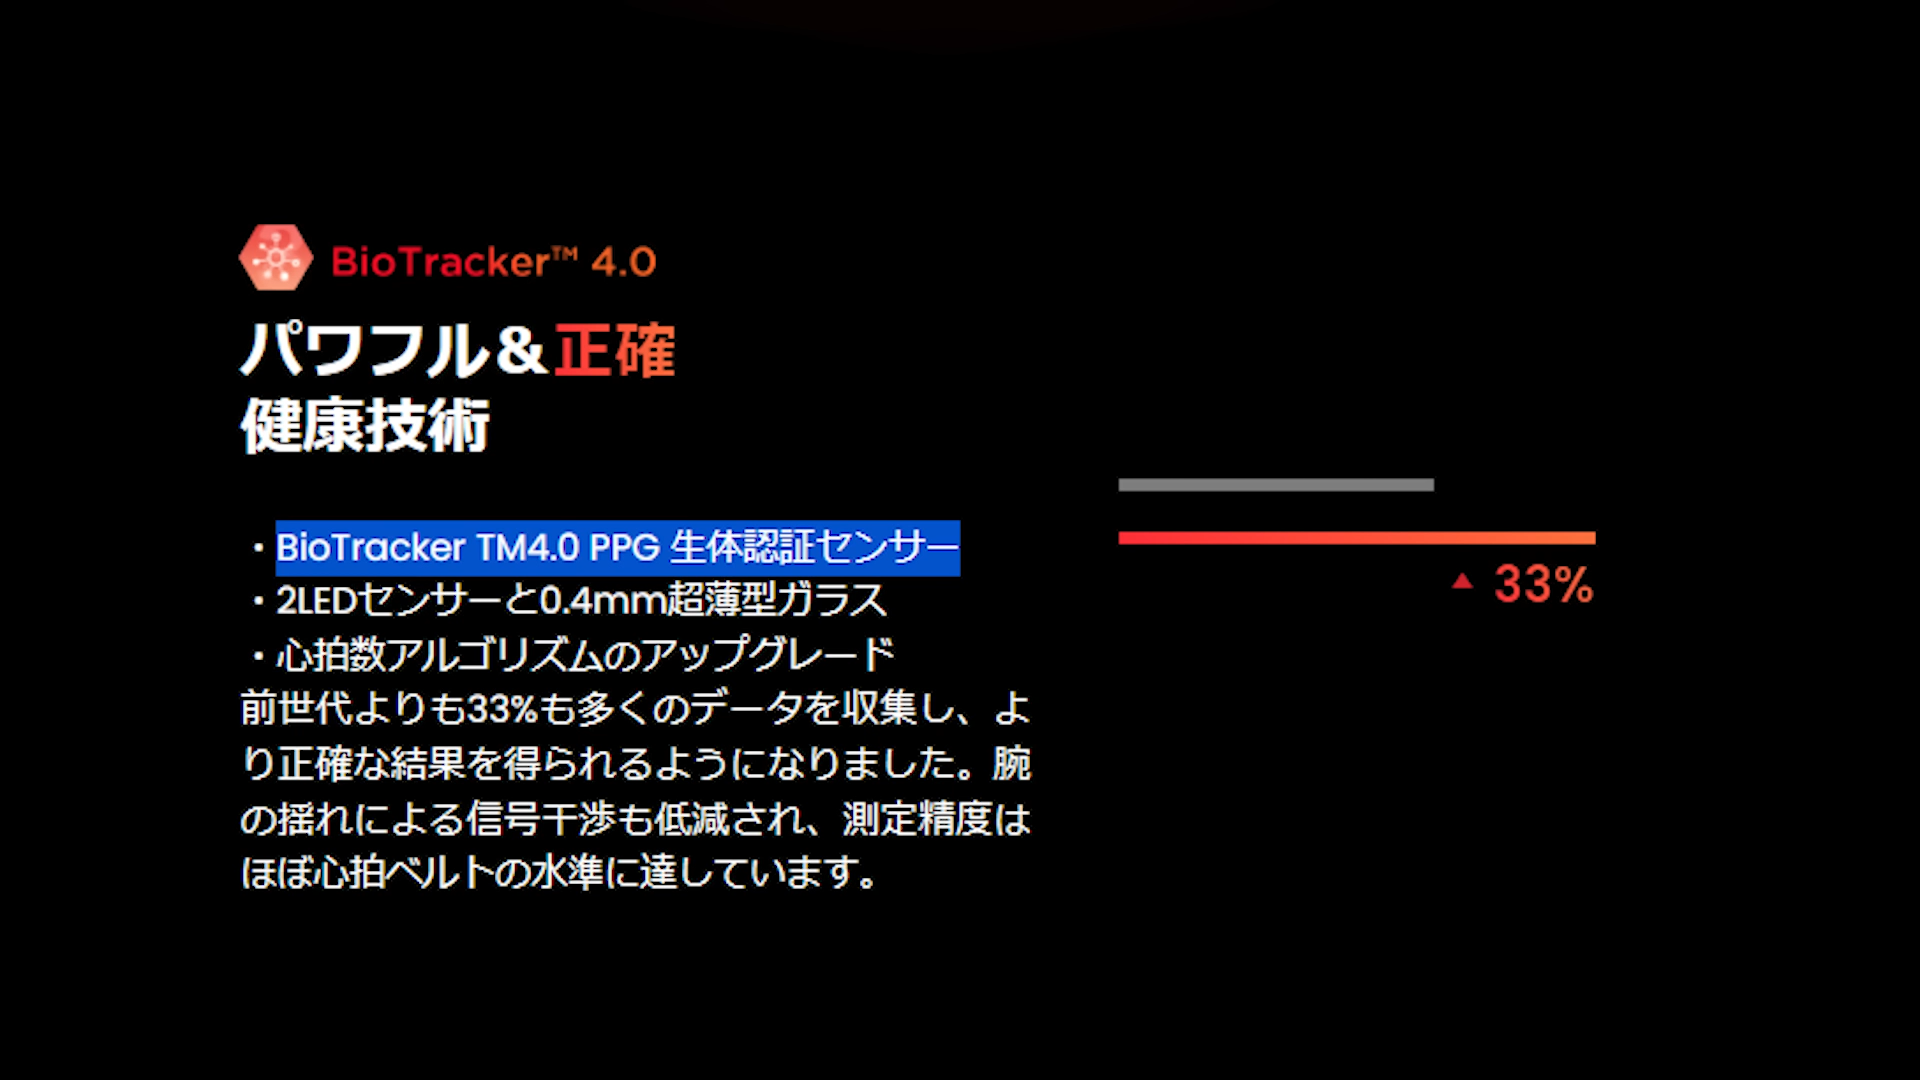 BioTracker™ 4.0
パワフル&正確
健康技術
・BioTracker TM4.0 PPG 生体認証センサー
・2LEDセンサーと0.4mm超薄型ガラス
・心拍数アルゴリズムのアップグレード
前世代よりも33%も多くのデータを収集し、よ
り正確な結果を得られるようになりました。腕
の揺れによる信号干渉も低減され、測定精度は
ほぼ心拍ベルトの水準に達しています。
▲ 33%